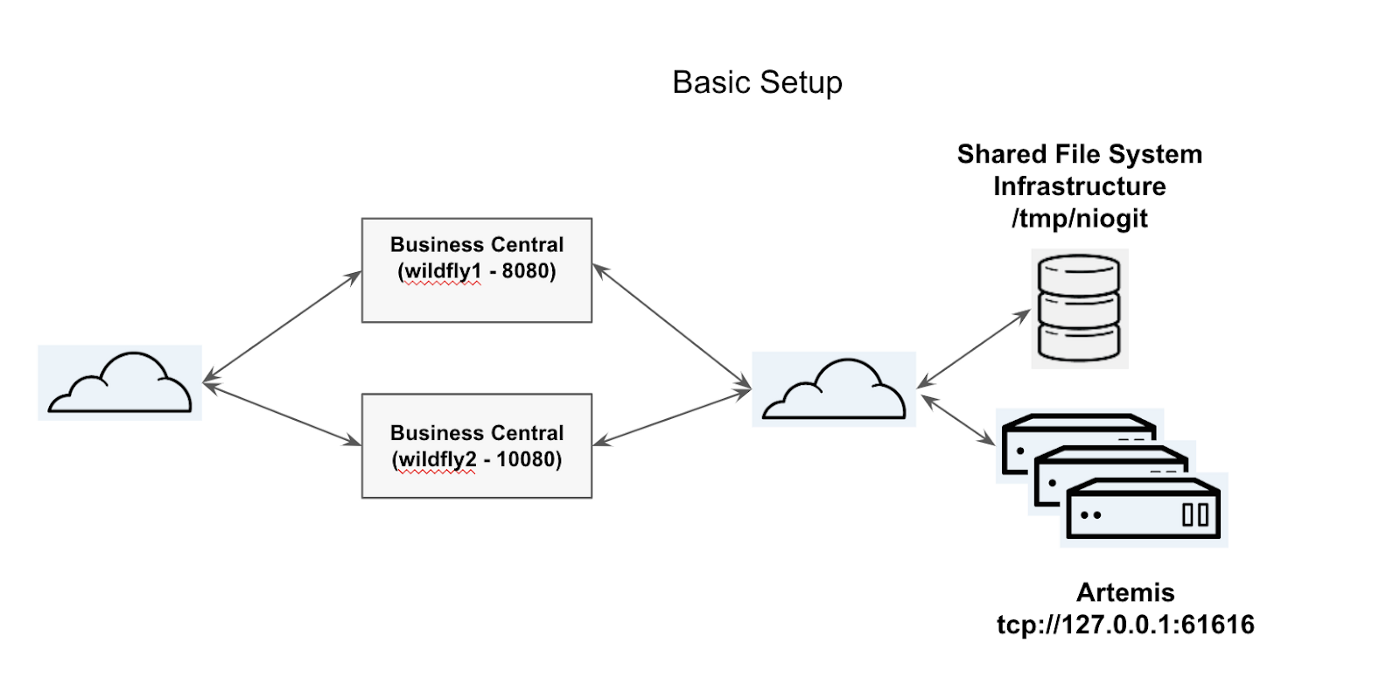 Basic Setup
Shared File System
Infrastructure
/tmp/niogit
Business Central
(wildfly1 - 8080)
Business Central
(wildfly2 - 10080)
Artemis
tcp://127.0.0.1:61616